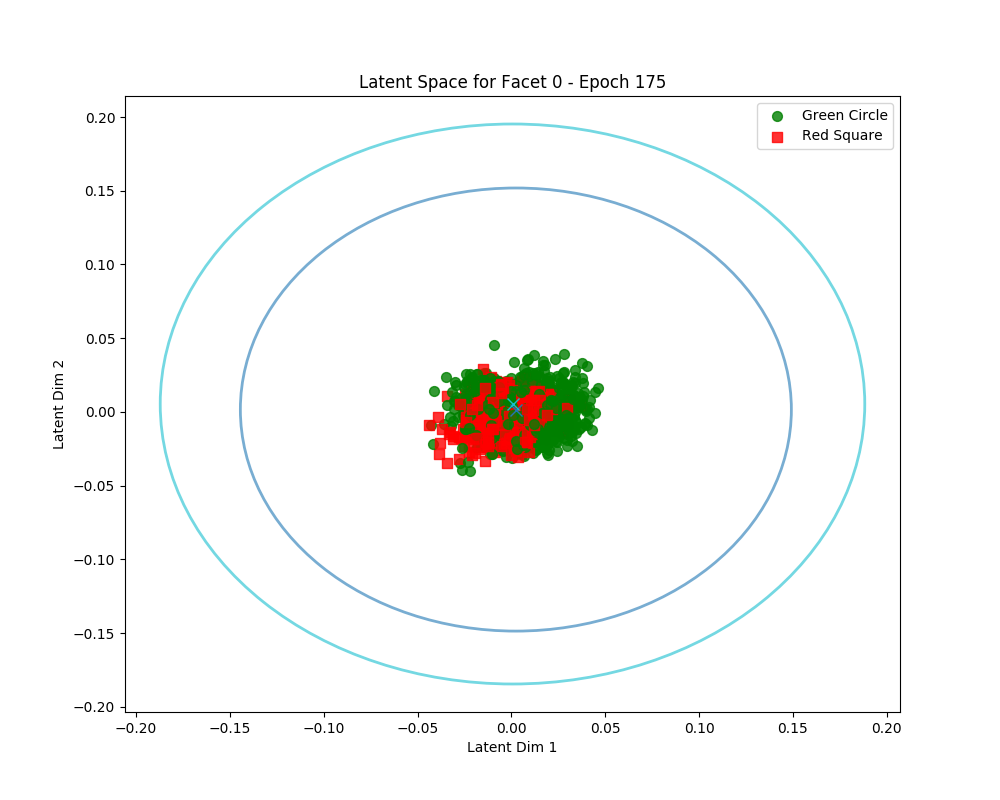 Latent Space for Facet 0 - Epoch 175
Green Circle
Red Square
0.20
0.15
0.10
0.05
0.00
−0.05
−0.10
−0.15
−0.20
Latent Dim 2
−0.20 −0.15 −0.10 −0.05 0.00 0.05 0.10 0.15 0.20
Latent Dim 1